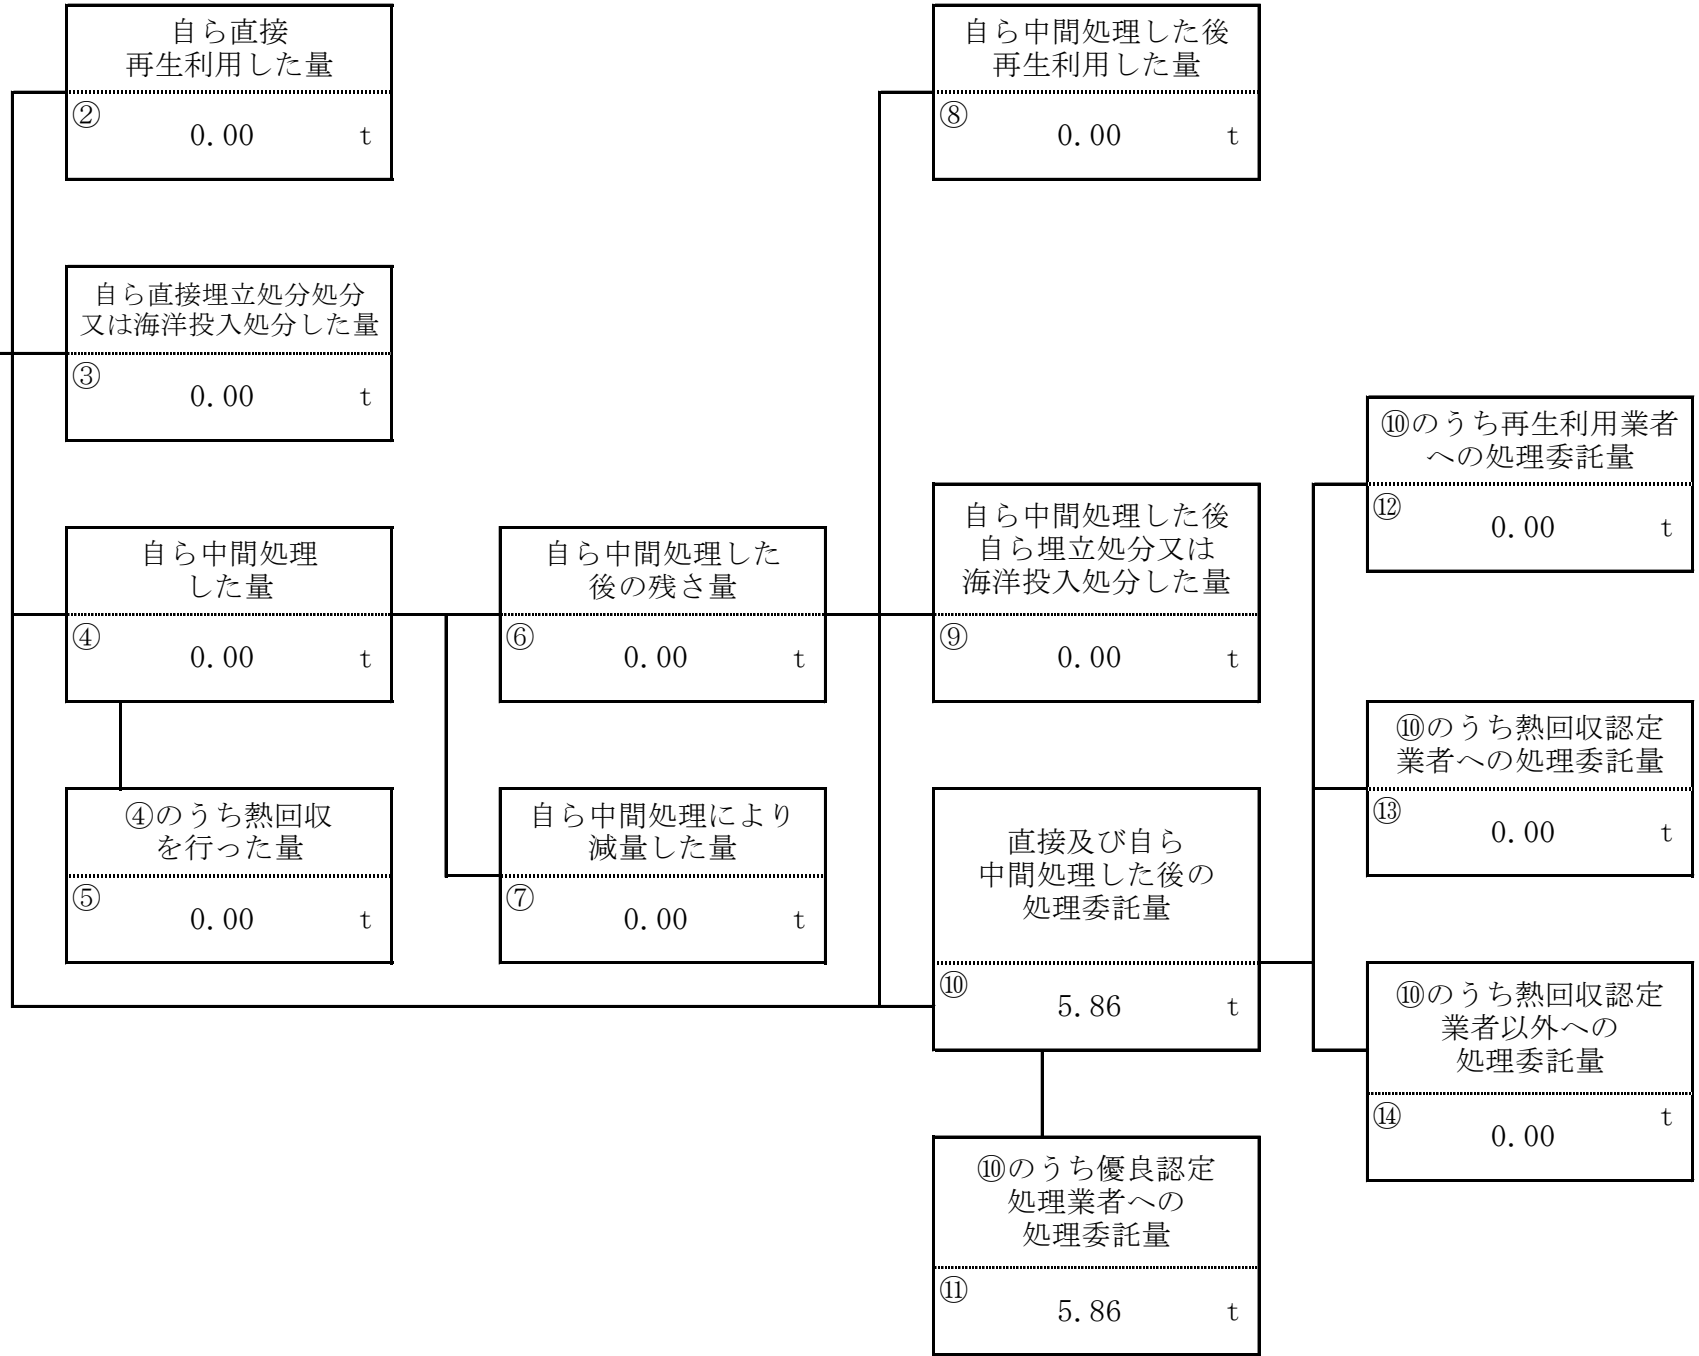 自ら直接
再生利用した量
②
0.00 t
自ら中間処理した後
再生利用した量
⑧
0.00 t
自ら直接埋立処分処分
又は海洋投入処分した量
③
0.00 t
⑩のうち再生利用業者
への処理委託量
⑫
0.00 t
自ら中間処理
した量
④
0.00 t
自ら中間処理した
後の残さ量
⑥
0.00 t
自ら中間処理した後
自ら埋立処分又は
海洋投入処分した量
⑨
0.00 t
⑩のうち熱回収認定
業者への処理委託量
⑬
0.00 t
④のうち熱回収
を行った量
⑤
0.00 t
自ら中間処理により
減量した量
⑦
0.00 t
直接及び自ら
中間処理した後の
処理委託量
⑩
5.86 t
⑩のうち熱回収認定
業者以外への
処理委託量
⑭
0.00 t
⑩のうち優良認定
処理業者への
処理委託量
⑪
5.86 t